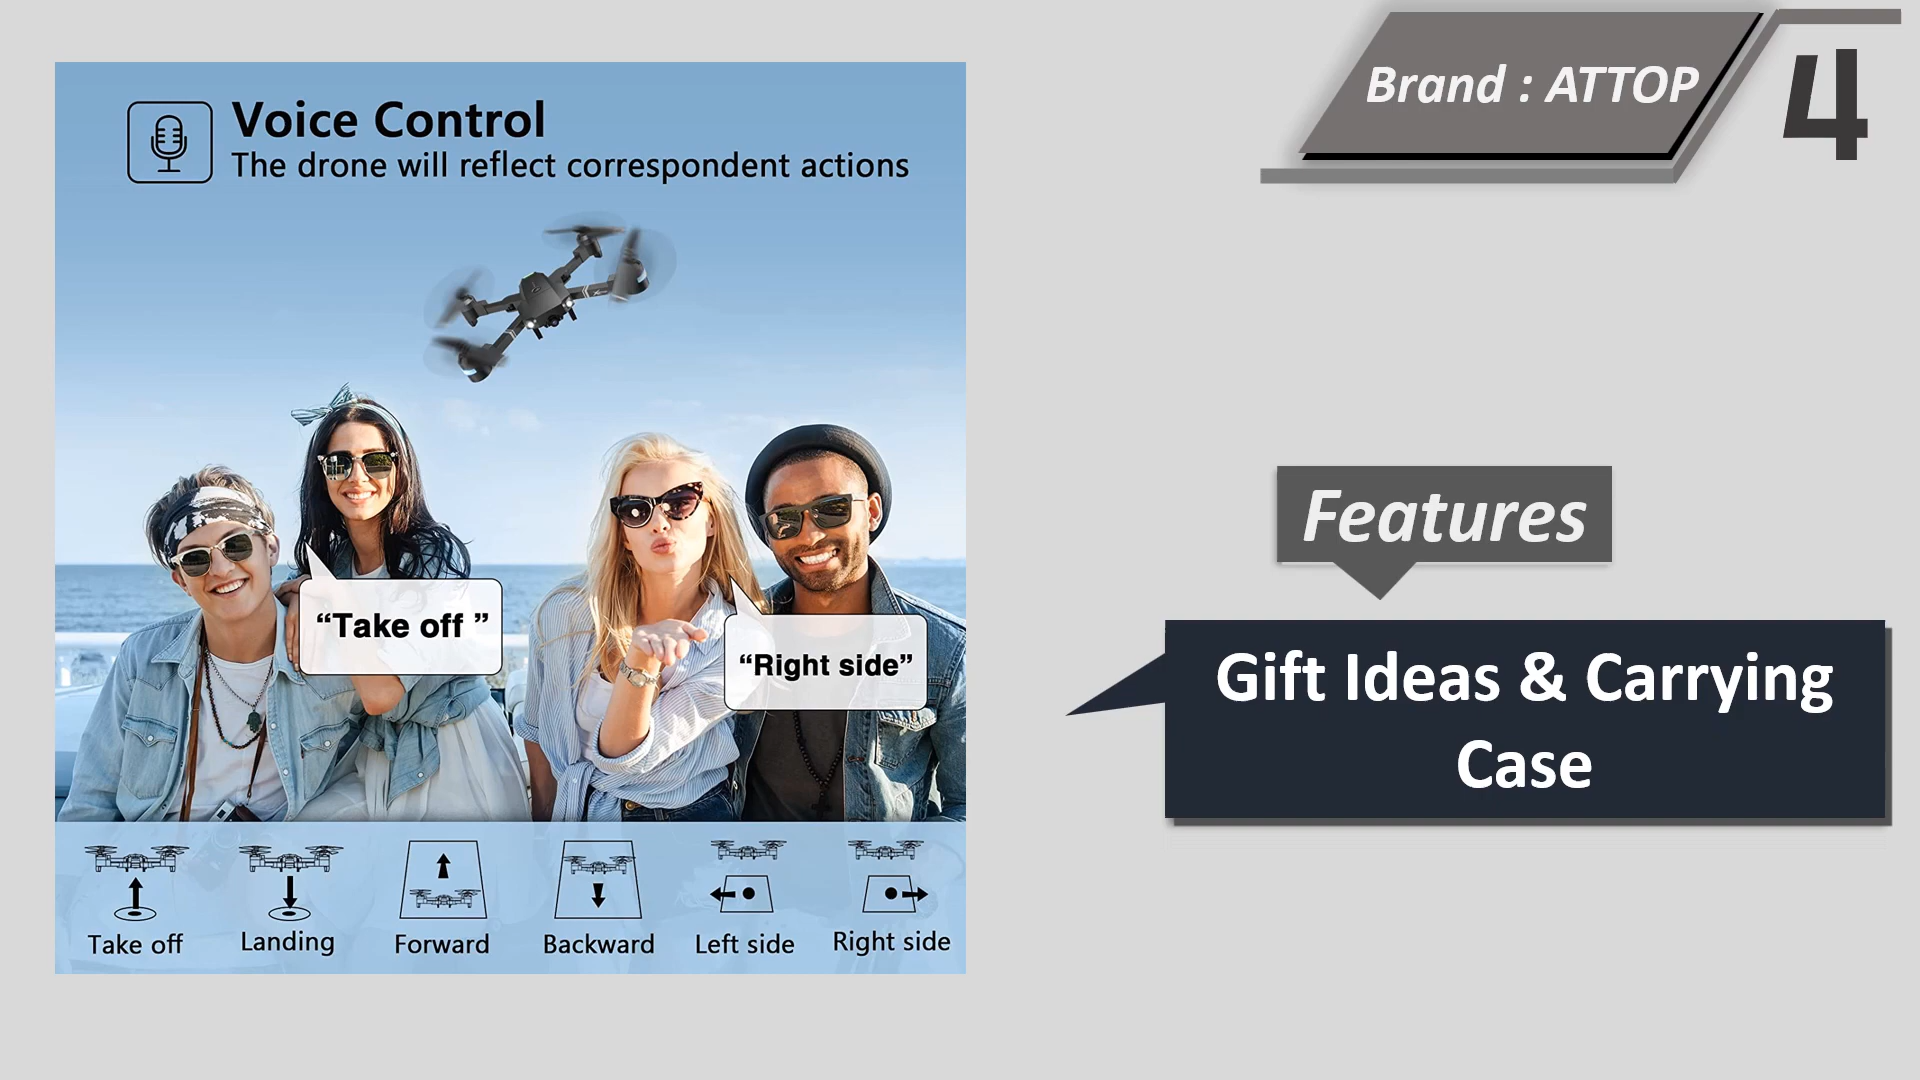 Brand : ATTOP
4
Voice Control
The drone will reflect correspondent actions
“Take off ”
“Right side”
Take off
Landing
Forward
Backward
Left side
Right side
Features
Gift Ideas & Carrying
Case